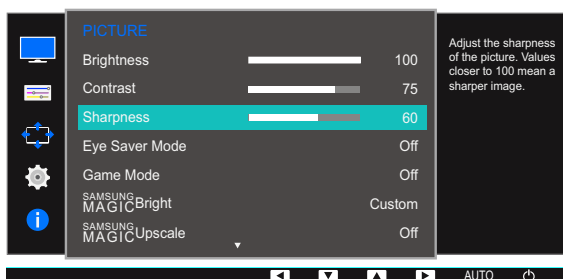 PICTURE
Brightness 100
Contrast 75
Sharpness 60
Eye Saver Mode Off
Game Mode Off
SAMSUNG
MAGICBright Custom
SAMSUNG
MAGICUpscale Off
Adjust the sharpness
of the picture. Values
closer to 100 mean a
sharper image.
AUTO